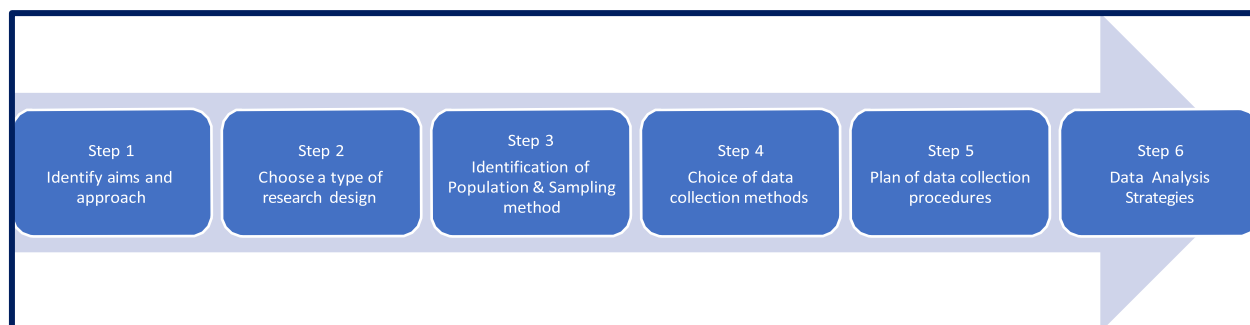 Step 1
Identify aims and
approach
Step 2
Choose a type of
research design
Step 3
Identification of
Population & Sampling
method
Step 4
Choice of data
collection methods
Step 5
Plan of data collection
procedures
Step 6
Data Analysis
Strategies